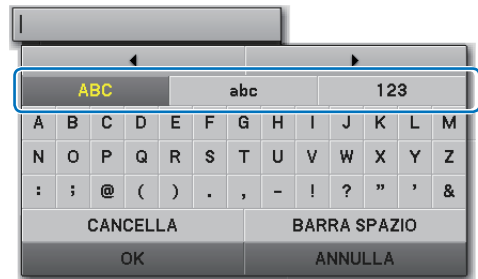 ABC abc 123
A B C D E F G H I J K L M
N O P Q R S T U V W X Y Z
: ; @ ( ) . , - ! ? ” ’ &
CANCELLA BARRA SPAZIO
OK ANNULLA